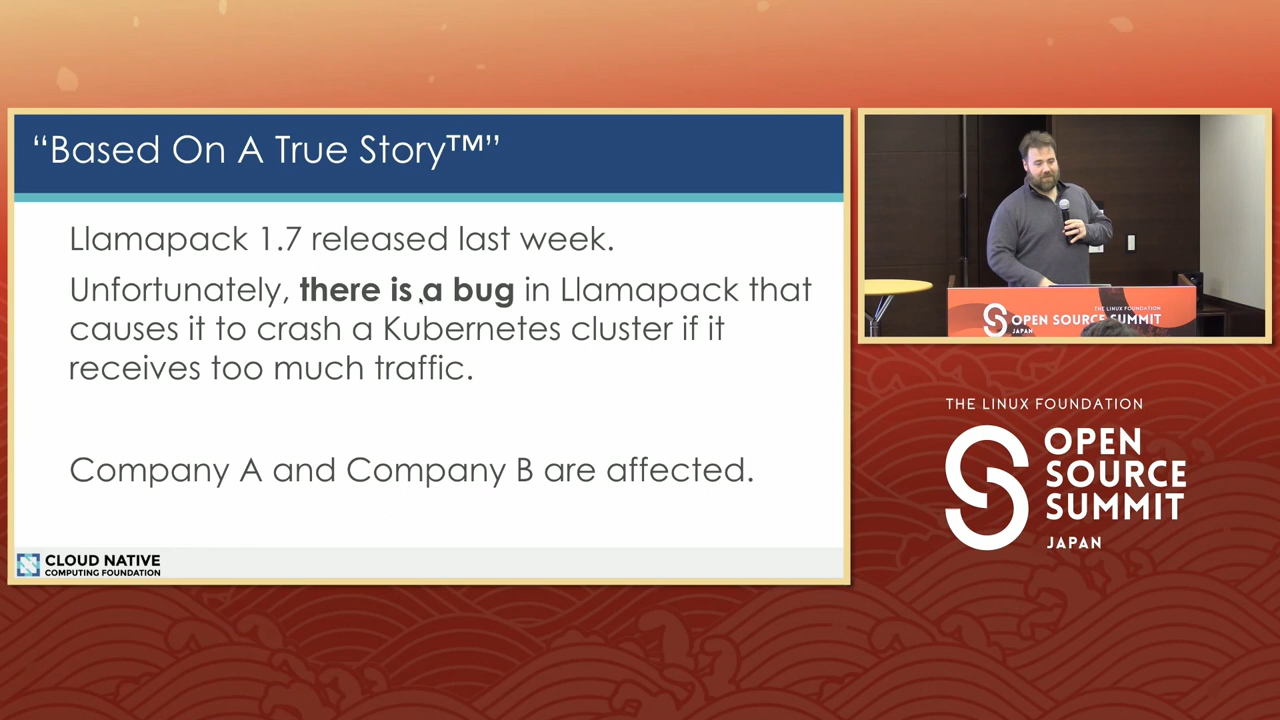 “Based On A True Story™”
Llamapack 1.7 released last week.
Unfortunately, there is a bug in Llamapack that
causes it to crash a Kubernetes cluster if it
receives too much traffic.
Company A and Company B are affected.
CLOUD NATIVE
COMPUTING FOUNDATION
THE LINUX FOUNDATION
OPEN SOURCE SUMMIT
JAPAN
THE LINUX FOUNDATION
OPEN
SOURCE
SUMMIT
JAPAN